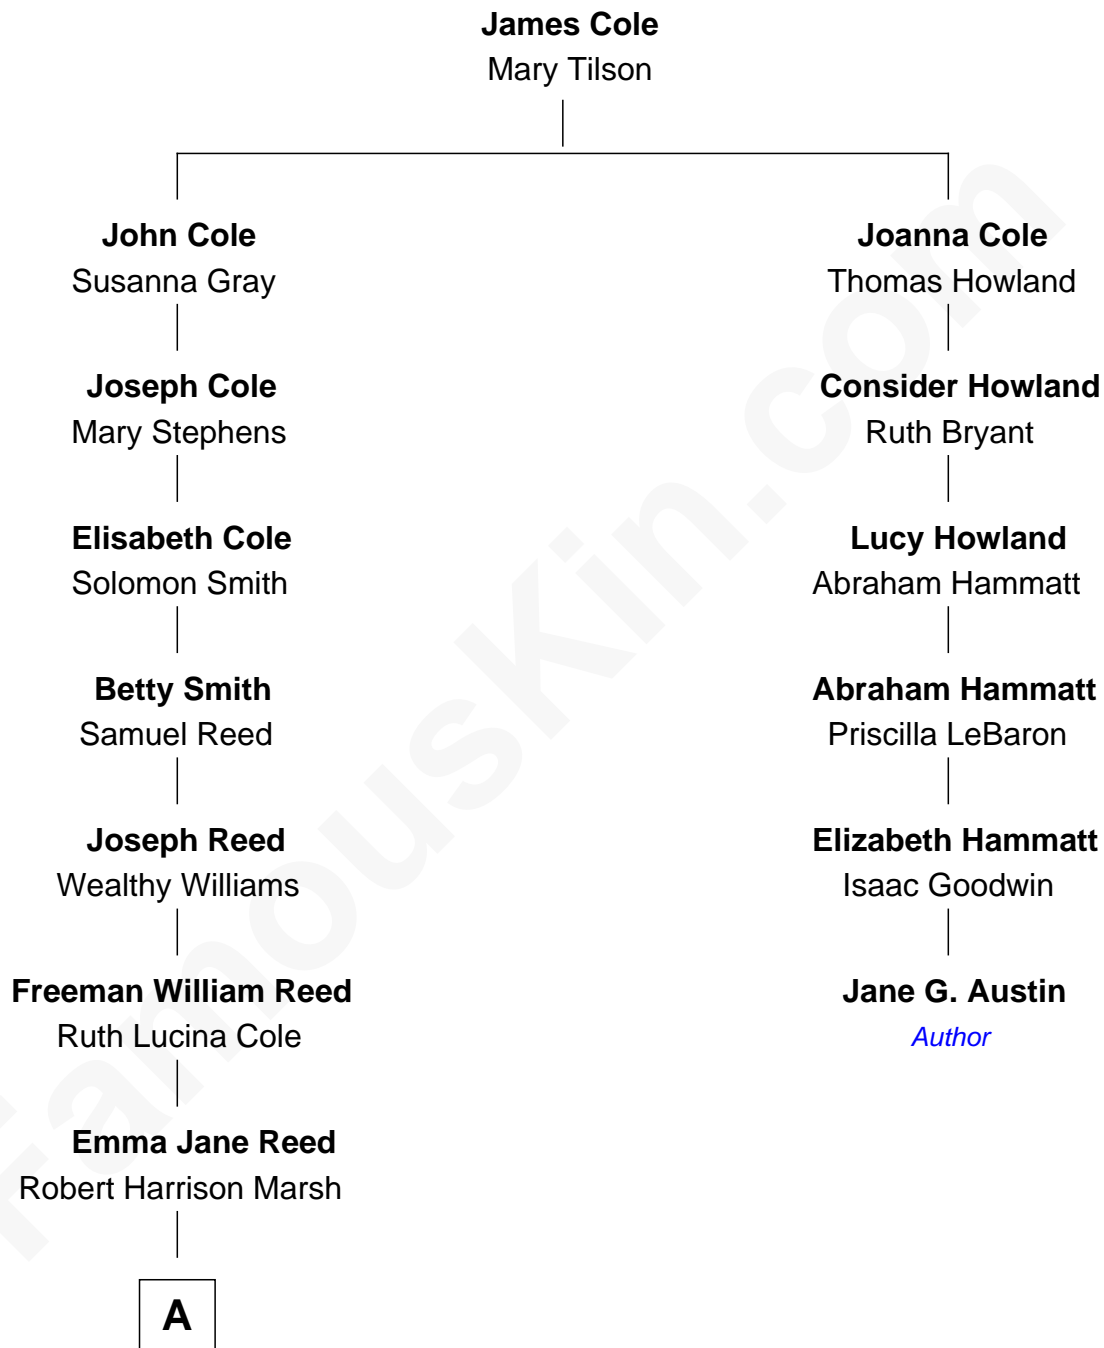 James Cole
Mary Tilson
John Cole
Susanna Gray
Joseph Cole
Mary Stephens
Elisabeth Cole
Solomon Smith
Betty Smith
Samuel Reed
Joseph Reed
Wealthy Williams
Freeman William Reed
Ruth Lucina Cole
Emma Jane Reed
Robert Harrison Marsh
A
Joanna Cole
Thomas Howland
Consider Howland
Ruth Bryant
Lucy Howland
Abraham Hammatt
Abraham Hammatt
Priscilla LeBaron
Elizabeth Hammatt
Isaac Goodwin
Jane G. Austin
Author
FamousKin.com